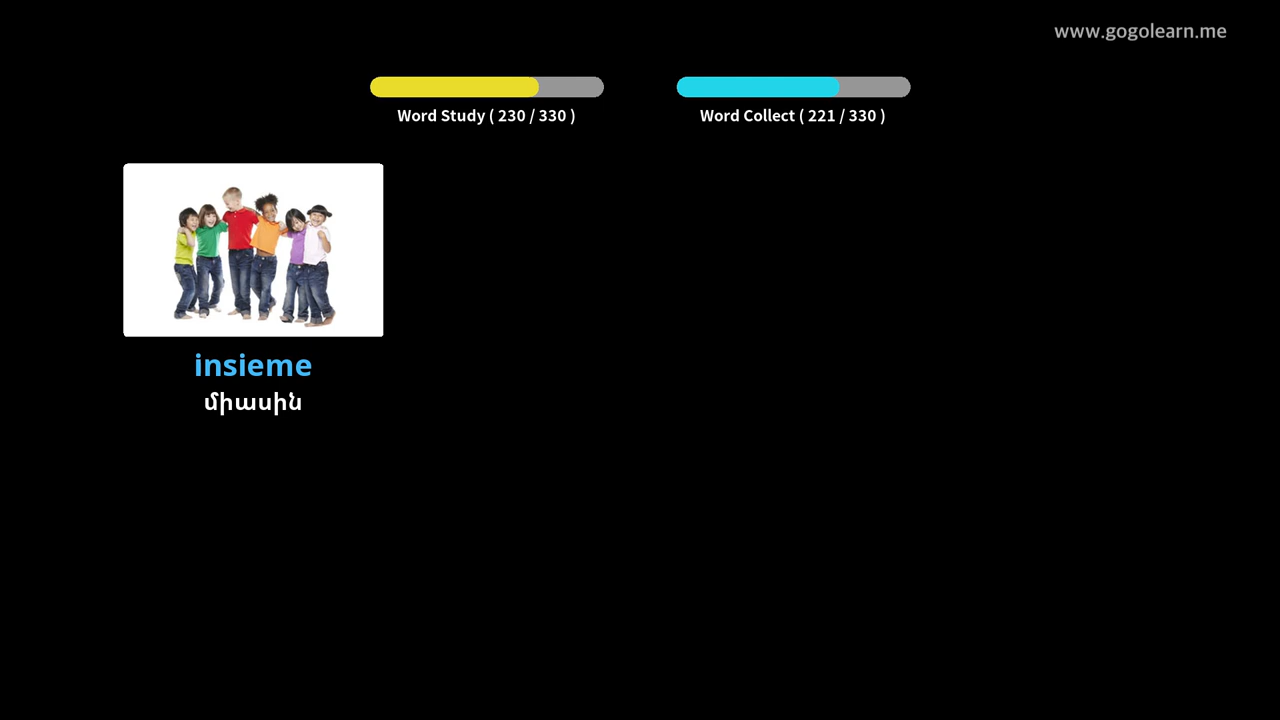 www.gogolearn.me
Word Study ( 230 / 330 )
Word Collect ( 221 / 330 )
insieme
միասին